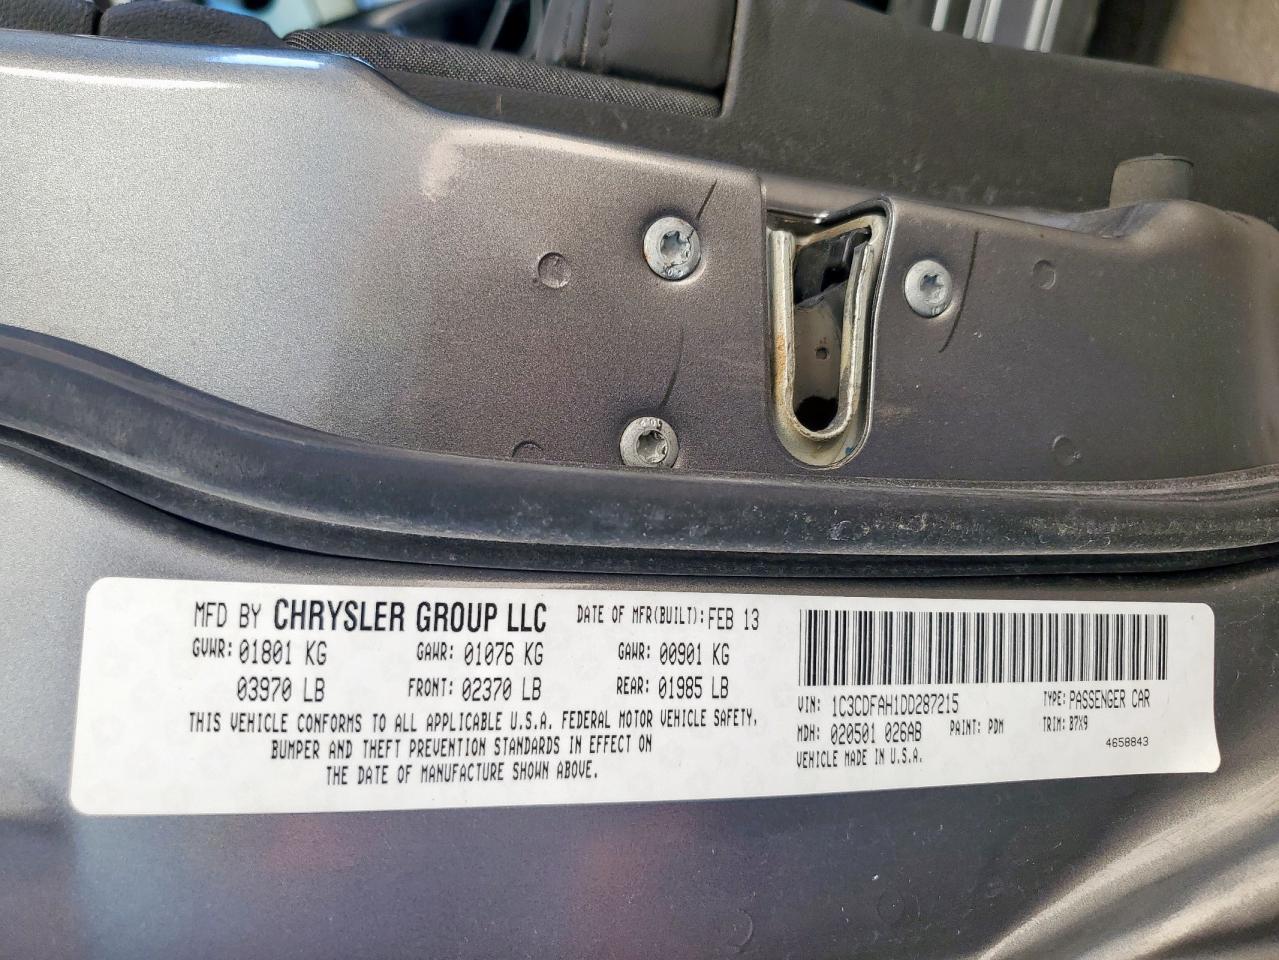 MFD BY CHRYSLER GROUP LLC DATE OF MFR(BUILT): FEB 13
GVWR: 01801 KG GAWR: 01076 KG GAWR: 00901 KG
03970 LB FRONT: 02370 LB REAR: 01985 LB
THIS VEHICLE CONFORMS TO ALL APPLICABLE U.S.A. FEDERAL MOTOR VEHICLE SAFETY,
BUMPER AND THEFT PREVENTION STANDARDS IN EFFECT ON
THE DATE OF MANUFACTURE SHOWN ABOVE.
VIN: 1C3CDFAH1DD287215 TYPE: PASSENGER CAR
MDH: 020501 026AB PAINT: PDM TRIM: B7X9
VEHICLE MADE IN U.S.A. 4658843